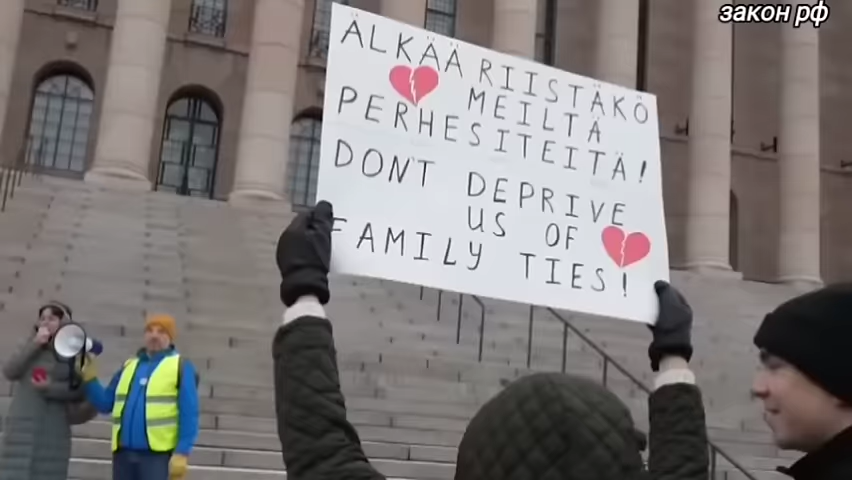 закон рф
ÄLKÄÄ RIISTÄKÖ
MEILTÄ
PERHESITEITÄ!
DONT DEPRIVE
US OF
FAMILY TIES!